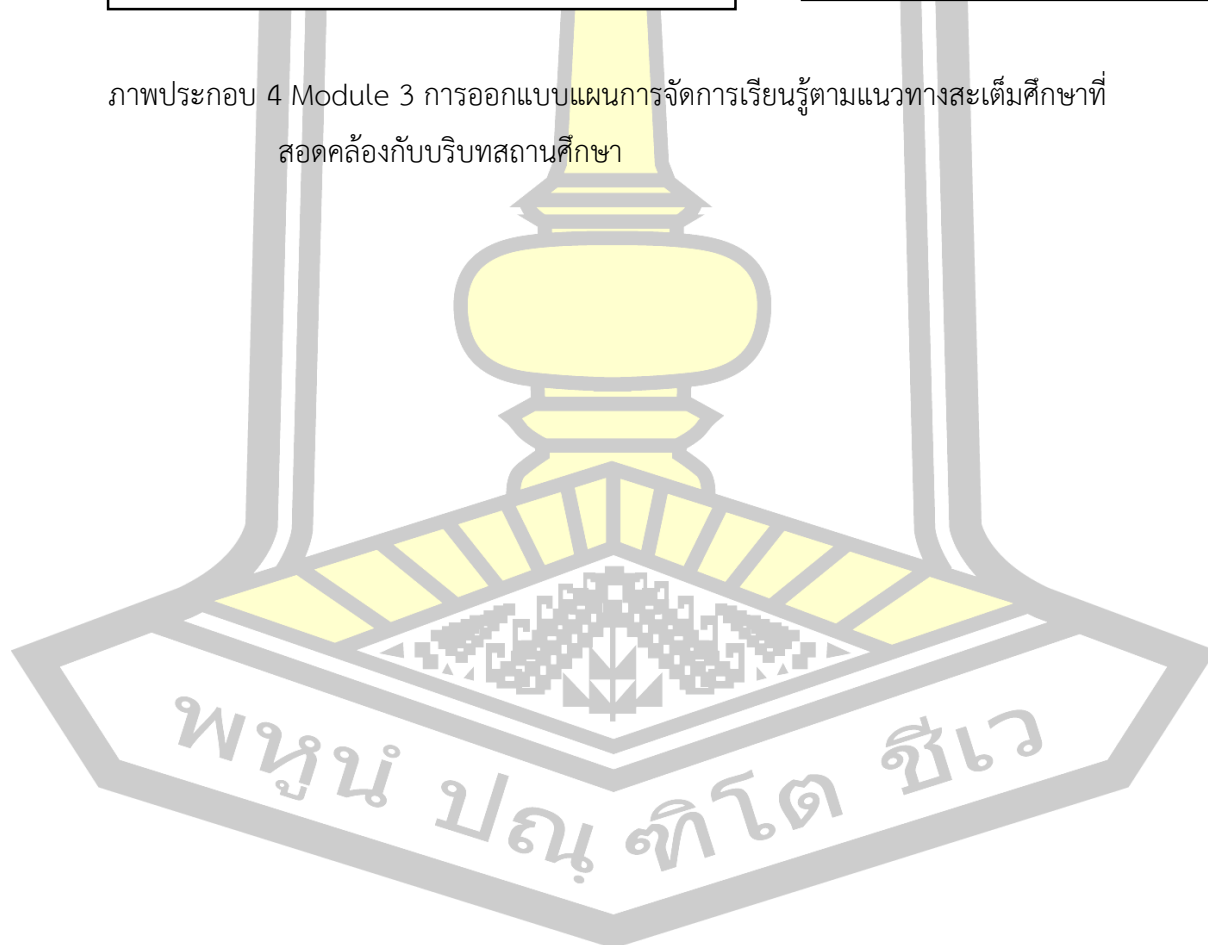 ภาพประกอบ 4 Module 3 การออกแบบแผนการจัดการเรียนรู้ตามแนวทางสะเต็มศึกษาที่
สอดคล้องกับบริบทสถานศึกษา
พหูนํ ปณฺฑิโต ชีเว